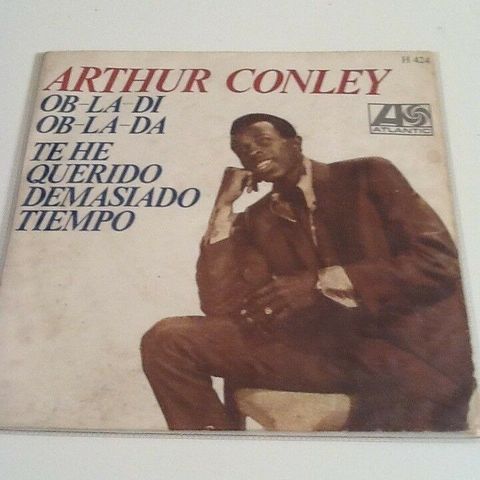 H 424
ARTHUR CONLEY
OB-LA-DI
OB-LA-DA
ATLANTIC
TE HE
QUERIDO
DEMASIADO
TIEMPO